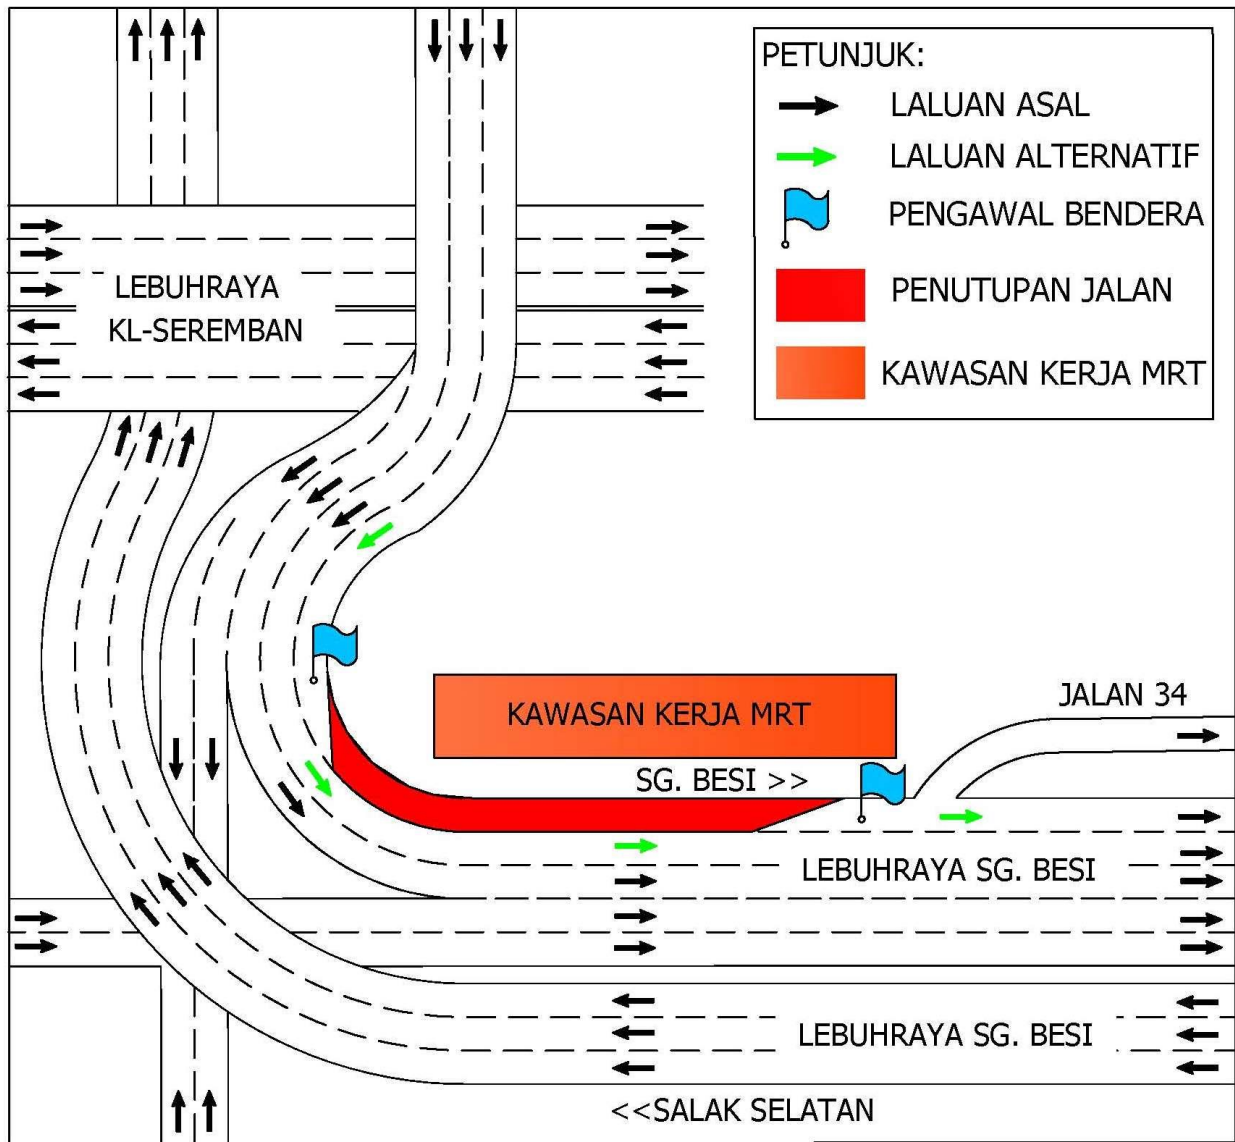 PETUNJUK:
LALUAN ASAL
LALUAN ALTERNATIF
PENGAWAL BENDERA
PENUTUPAN JALAN
KAWASAN KERJA MRT
LEBUHRAYA
KL-SEREMBAN
KAWASAN KERJA MRT
JALAN 34
SG. BESI >>
LEBUHRAYA SG. BESI
LEBUHRAYA SG. BESI
<<SALAK SELATAN